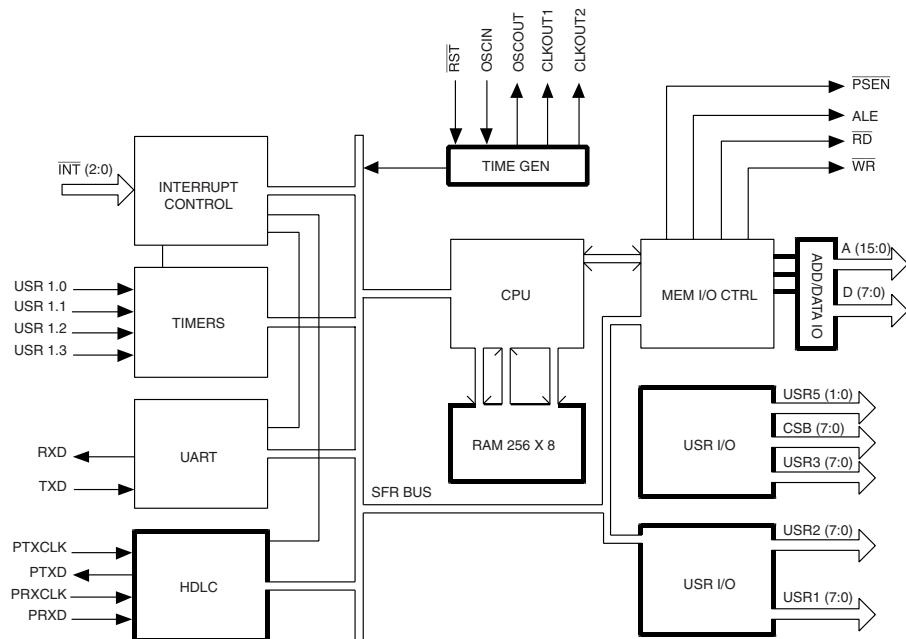 RST
OSCIN
OSCOUT
CLKOUT1
CLKOUT2
PSEN
ALE
RD
WR
TIME GEN
INT (2:0)
INTERRUPT
CONTROL
USR 1.0
USR 1.1
USR 1.2
USR 1.3
TIMERS
CPU
MEM I/O CTRL
ADD/DATA IO
A (15:0)
D (7:0)
RXD
TXD
UART
RAM 256 X 8
USR I/O
USR5 (1:0)
CSB (7:0)
USR3 (7:0)
SFR BUS
PTXCLK
PTXD
PRXCLK
PRXD
HDLC
USR I/O
USR2 (7:0)
USR1 (7:0)